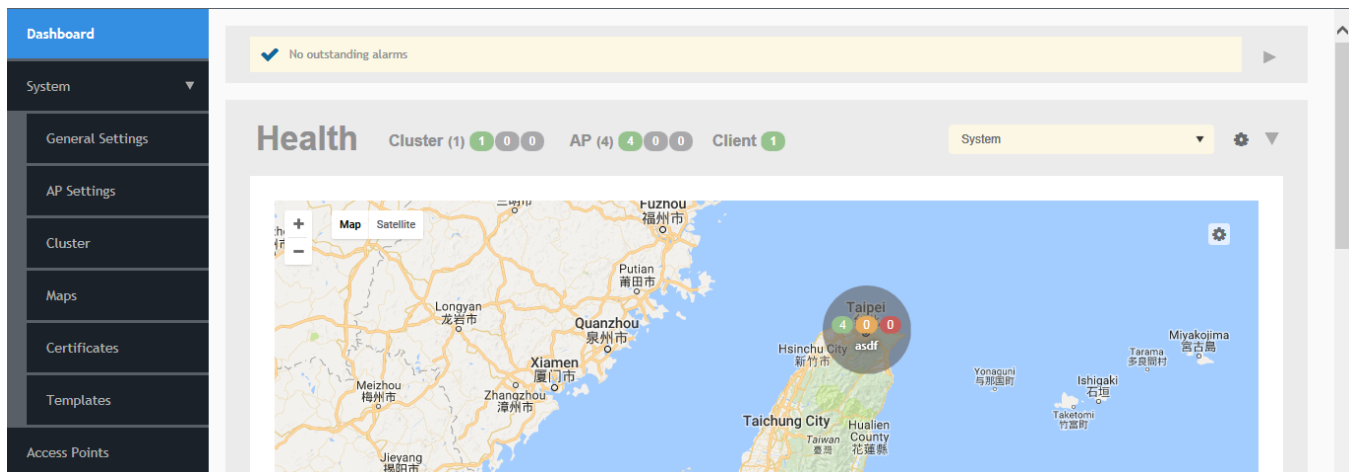 Dashboard
No outstanding alarms
System
Health Cluster (1) 1 0 0 AP (4) 4 0 0 Client 1
System
General Settings
AP Settings
Cluster
Maps
Certificates
Templates
Access Points
+
−
Map Satellite
Fuzhou
福州市
Putian
莆田市
Longyan
龙岩市
Quanzhou
泉州市
Xiamen
厦门市
Meizhou
梅州市
Zhangzhou
漳州市
Jieyang
揭阳市
Taipei
4 0 0
asdf
Hsinchu City
新竹市
Taichung City
Hualien
County
花蓮縣
Taiwan
臺灣
Yonaguni
与那国町
Miyakojima
宮古島
Tarama
多良間村
Ishigaki
石垣
Taketomi
竹富町